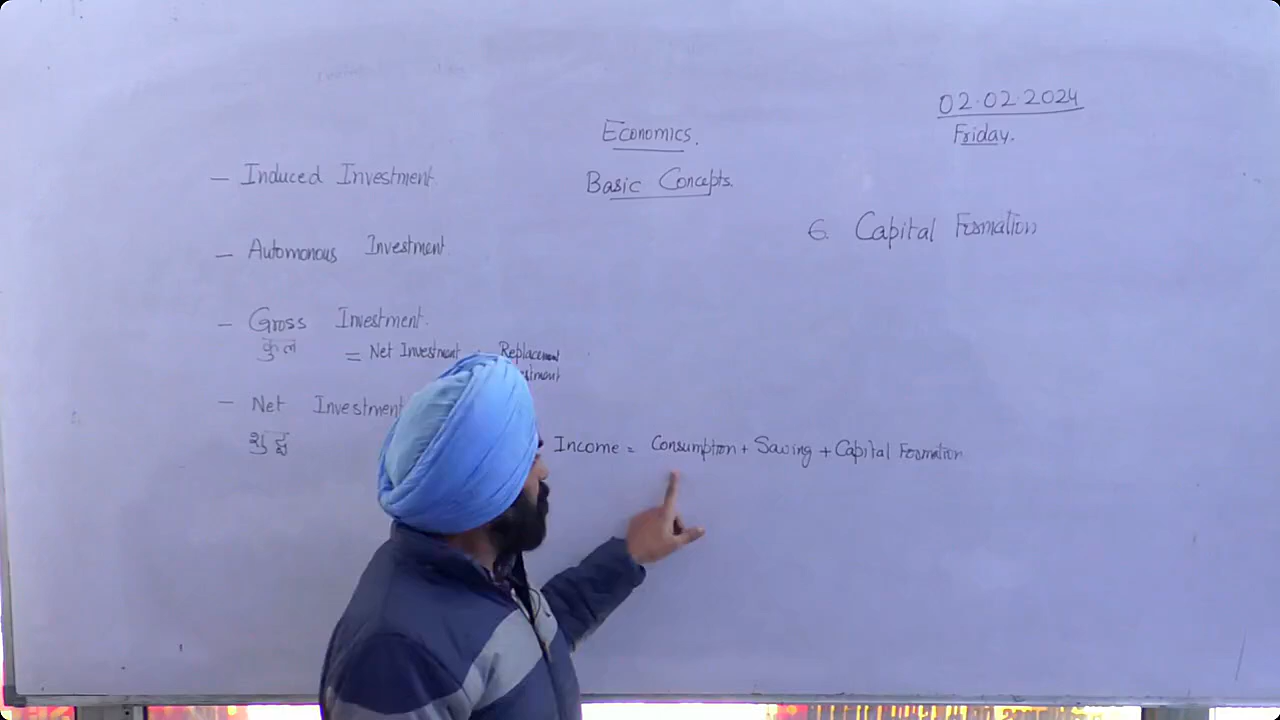 02.02.2024
Friday.
Economics.
Basic Concepts.
– Induced Investment.
– Automonous Investment.
– Gross Investment.
कुल
= Net Investment Replacement
– Net Investment
शुद्ध
6. Capital Formation
Income = Consumption + Saving + Capital Formation